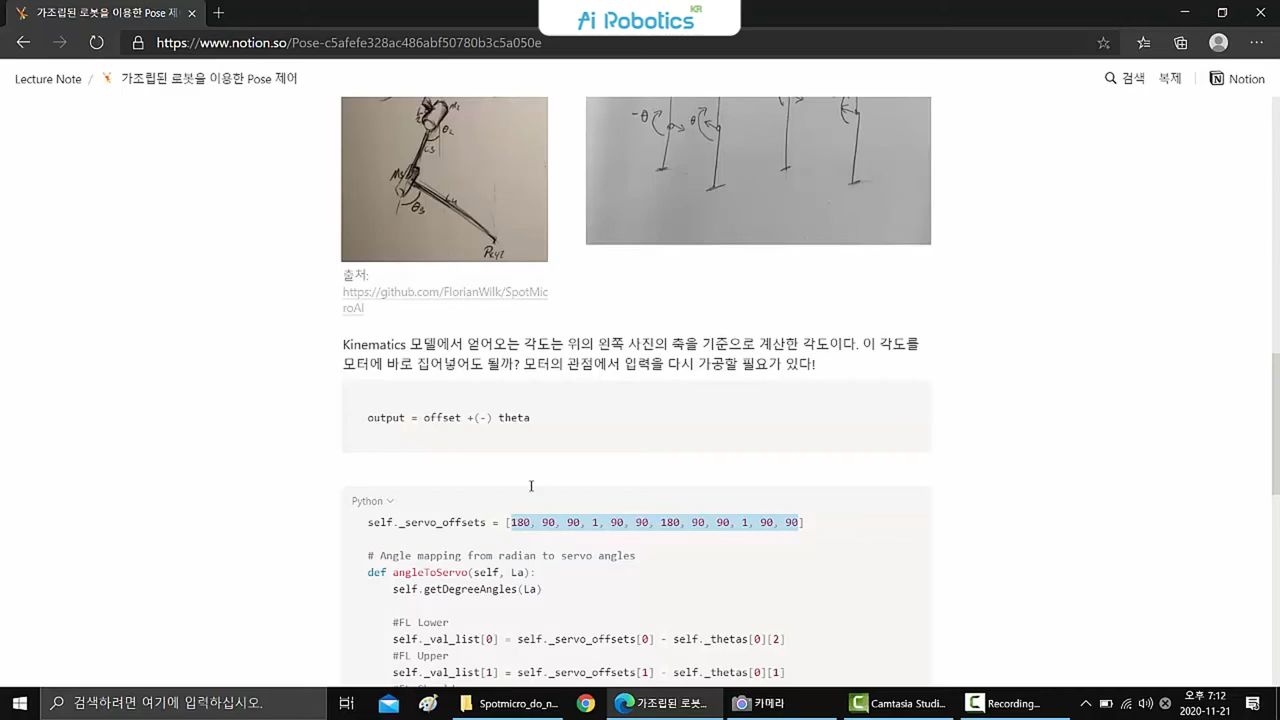 가조립된 로봇을 이용한 Pose 제
Ai Robotics KR
https://www.notion.so/Pose-c5afefe328ac486abf50780b3c5a050e
Lecture Note / 가조립된 로봇을 이용한 Pose 제어
검색 복제 Notion
θ₂
L3
M3
L4
θ3
Pxyz
-θ
θ
출처:
https://github.com/FlorianWilk/SpotMic
roAI
Kinematics 모델에서 얻어오는 각도는 위의 왼쪽 사진의 축을 기준으로 계산한 각도이다. 이 각도를
모터에 바로 집어넣어도 될까? 모터의 관점에서 입력을 다시 가공할 필요가 있다!
output = offset +(-) theta
Python
self._servo_offsets = [180, 90, 90, 1, 90, 90, 180, 90, 90, 1, 90, 90]
# Angle mapping from radian to servo angles
def angleToServo(self, La):
self.getDegreeAngles(La)
#FL Lower
self._val_list[0] = self._servo_offsets[0] - self._thetas[0][2]
#FL Upper
self._val_list[1] = self._servo_offsets[1] - self._thetas[0][1]
검색하려면 여기에 입력하십시오.
Spotmicro_do_n...
가조립된 로봇...
카메라
Camtasia Studi...
Recording...
오후 7:12
2020-11-21